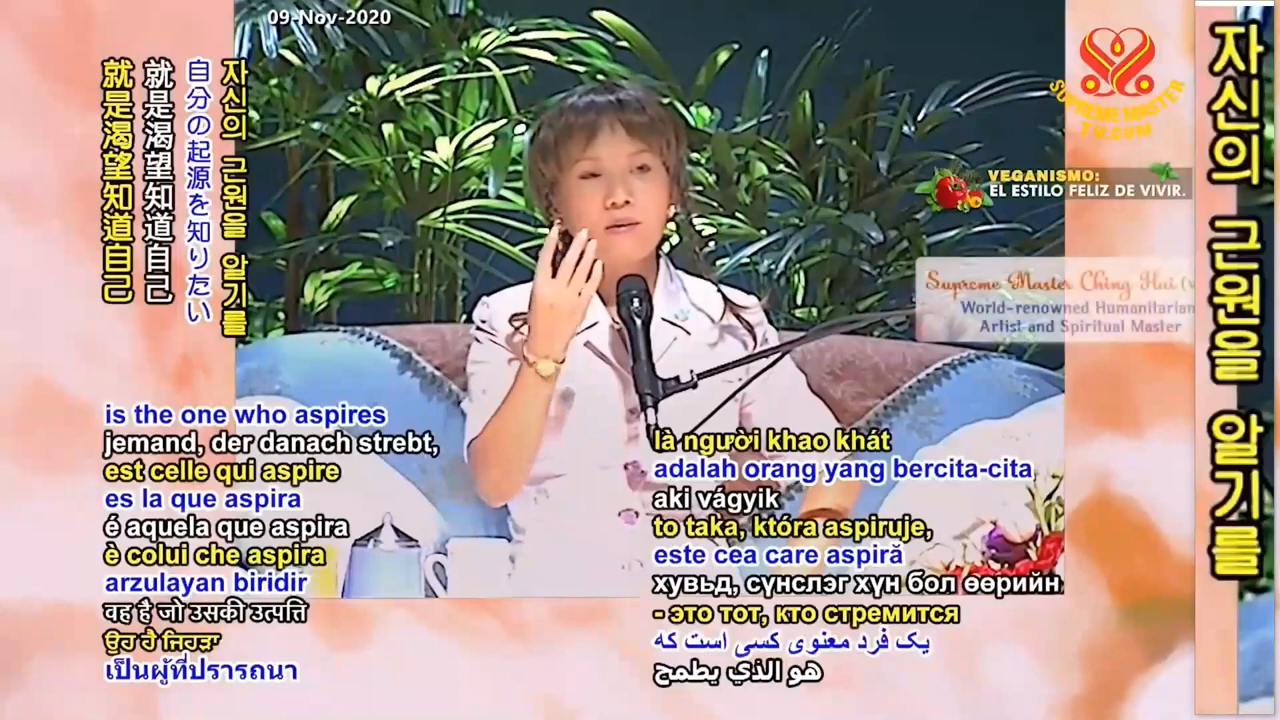 09-Nov-2020
자신의 근원을 알기를
自分の起源を知りたい
就是渴望知道自己
就是渴望知道自己
SUPREME MASTER
TV.COM
VEGANISMO:
EL ESTILO FELIZ DE VIVIR.
Supreme Master Ching Hai (v
World-renowned Humanitarian
Artist and Spiritual Master
자신의 근원을 알기를
is the one who aspires
jemand, der danach strebt,
est celle qui aspire
es la que aspira
é aquela que aspira
è colui che aspira
arzulayan biridir
वह है जो उसकी उत्पत्ति
ਉਹ ਹੈ ਜਿਹੜਾ
เป็นผู้ที่ปรารถนา
là người khao khát
adalah orang yang bercita-cita
aki vágyik
to taka, która aspiruje,
este cea care aspiră
хувьд, сүнслэг хүн бол өөрийн
- это тот, кто стремится
یک فرد معنوی کسی است که
هو الذي يطمح